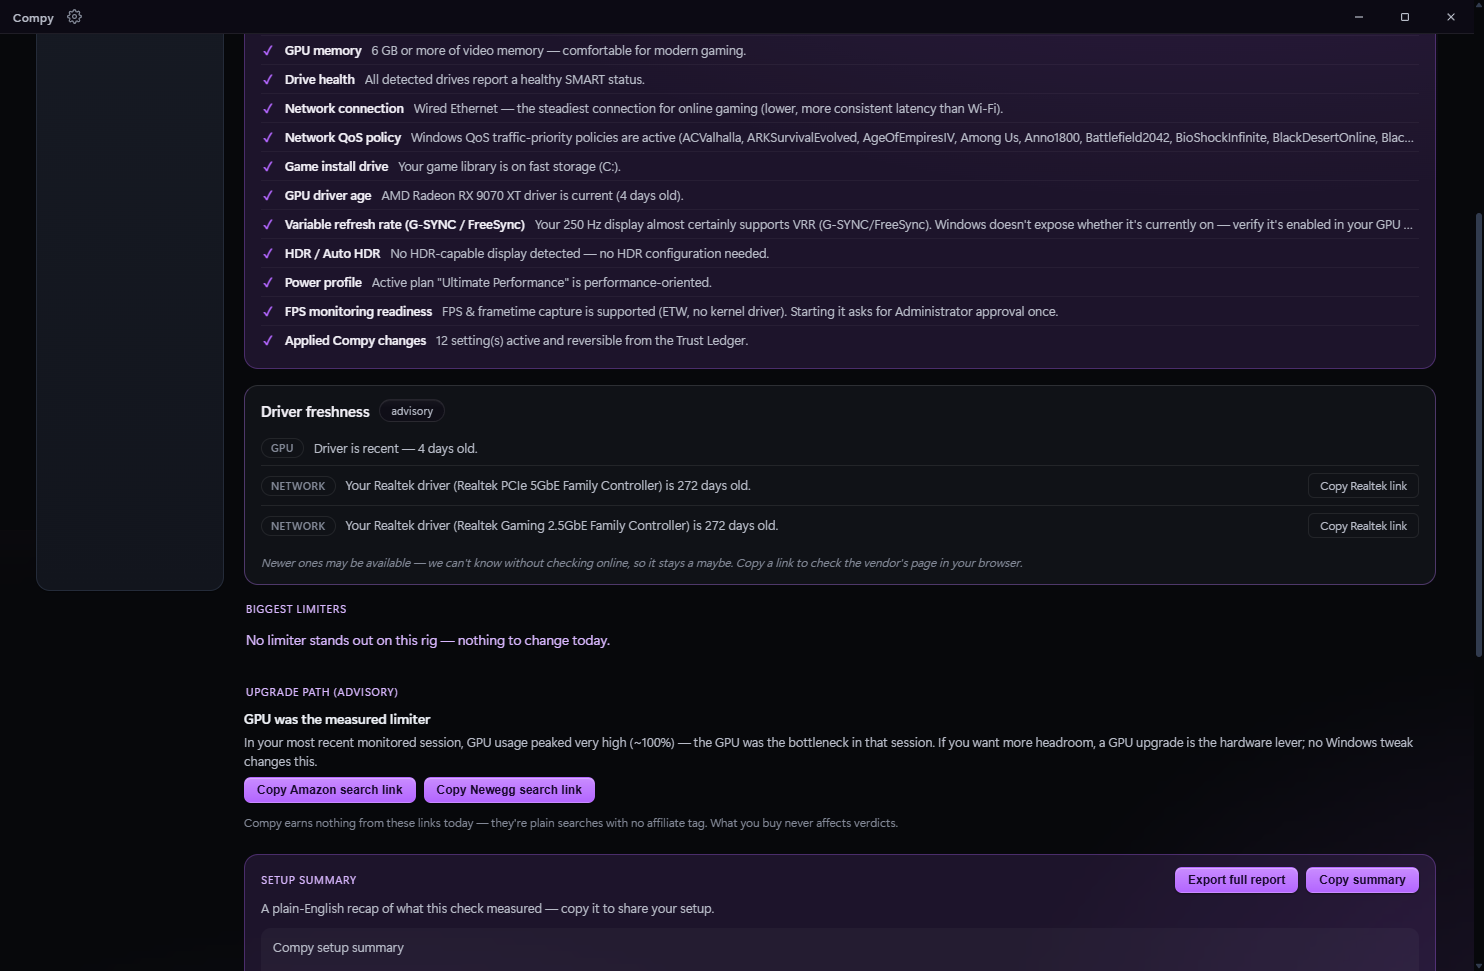 Compy
GPU memory 6 GB or more of video memory — comfortable for modern gaming.
Drive health All detected drives report a healthy SMART status.
Network connection Wired Ethernet — the steadiest connection for online gaming (lower, more consistent latency than Wi-Fi).
Network QoS policy Windows QoS traffic-priority policies are active (ACValhalla, ARKSurvivalEvolved, AgeOfEmpiresIV, Among Us, Anno1800, Battlefield2042, BioShockInfinite, BlackDesertOnline, Blac...
Game install drive Your game library is on fast storage (C:).
GPU driver age AMD Radeon RX 9070 XT driver is current (4 days old).
Variable refresh rate (G-SYNC / FreeSync) Your 250 Hz display almost certainly supports VRR (G-SYNC/FreeSync). Windows doesn't expose whether it's currently on — verify it's enabled in your GPU ...
HDR / Auto HDR No HDR-capable display detected — no HDR configuration needed.
Power profile Active plan "Ultimate Performance" is performance-oriented.
FPS monitoring readiness FPS & frametime capture is supported (ETW, no kernel driver). Starting it asks for Administrator approval once.
Applied Compy changes 12 setting(s) active and reversible from the Trust Ledger.
Driver freshness advisory
GPU Driver is recent — 4 days old.
NETWORK Your Realtek driver (Realtek PCIe 5GbE Family Controller) is 272 days old. Copy Realtek link
NETWORK Your Realtek driver (Realtek Gaming 2.5GbE Family Controller) is 272 days old. Copy Realtek link
Newer ones may be available — we can't know without checking online, so it stays a maybe. Copy a link to check the vendor's page in your browser.
BIGGEST LIMITERS
No limiter stands out on this rig — nothing to change today.
UPGRADE PATH (ADVISORY)
GPU was the measured limiter
In your most recent monitored session, GPU usage peaked very high (~100%) — the GPU was the bottleneck in that session. If you want more headroom, a GPU upgrade is the hardware lever; no Windows tweak
changes this.
Copy Amazon search link Copy Newegg search link
Compy earns nothing from these links today — they're plain searches with no affiliate tag. What you buy never affects verdicts.
SETUP SUMMARY Export full report Copy summary
A plain-English recap of what this check measured — copy it to share your setup.
Compy setup summary